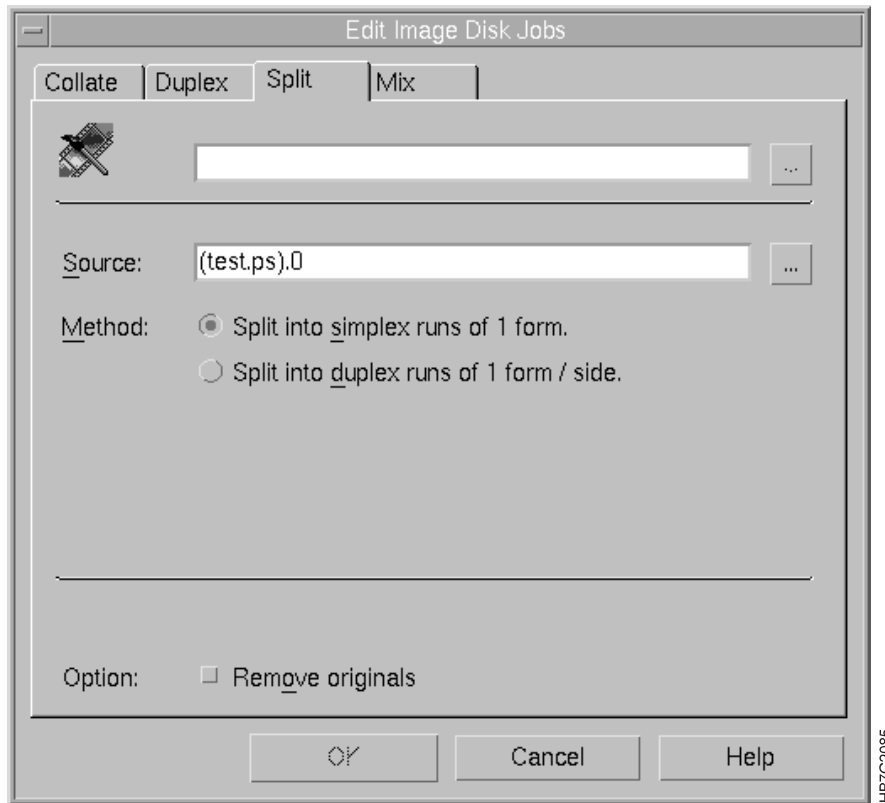 Edit Image Disk Jobs
Collate Duplex Split Mix
...
Source: (test.ps).0 ...
Method: Split into simplex runs of 1 form.
Split into duplex runs of 1 form / side.
Option: Remove originals
OK Cancel Help